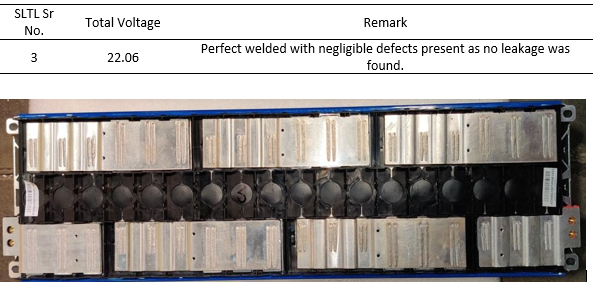 SLTL Sr
No.
Total Voltage
Remark
3
22.06
Perfect welded with negligible defects present as no leakage was
found.